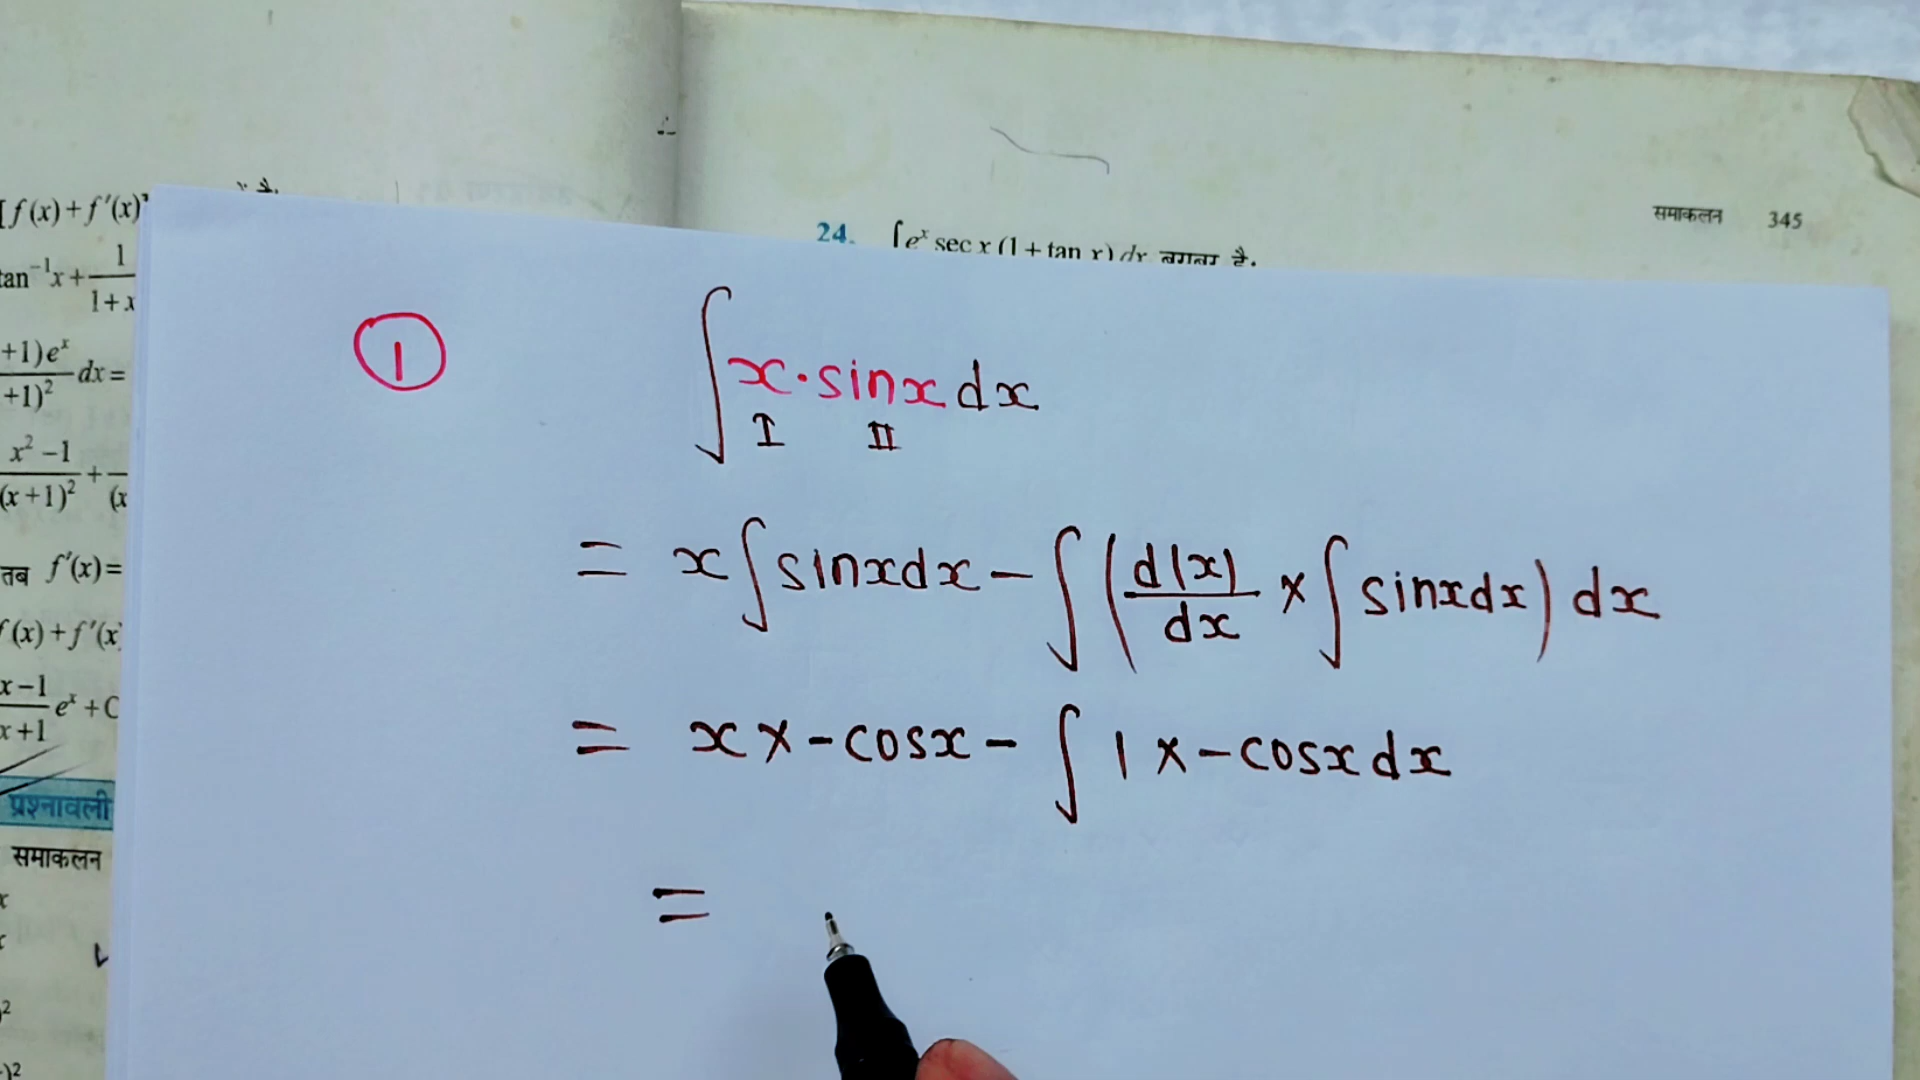 [f(x)+f'(x)]
tan⁻¹x + 1/(1+x
+1)eˣ/+1)² dx =
x²-1/(x+1)² + /(x
तब f'(x)=
f(x)+f'(x)
x-1/x+1 eˣ+C
प्रश्नावली
समाकलन
समाकलन 345
24. ∫eˣ sec x (1+tan x) dx बराबर है:
① ∫x·sinx dx
I II
= x∫sinxdx - ∫(d(x)/dx × ∫sinxdx) dx
= x × -cosx - ∫1 × -cosx dx
=